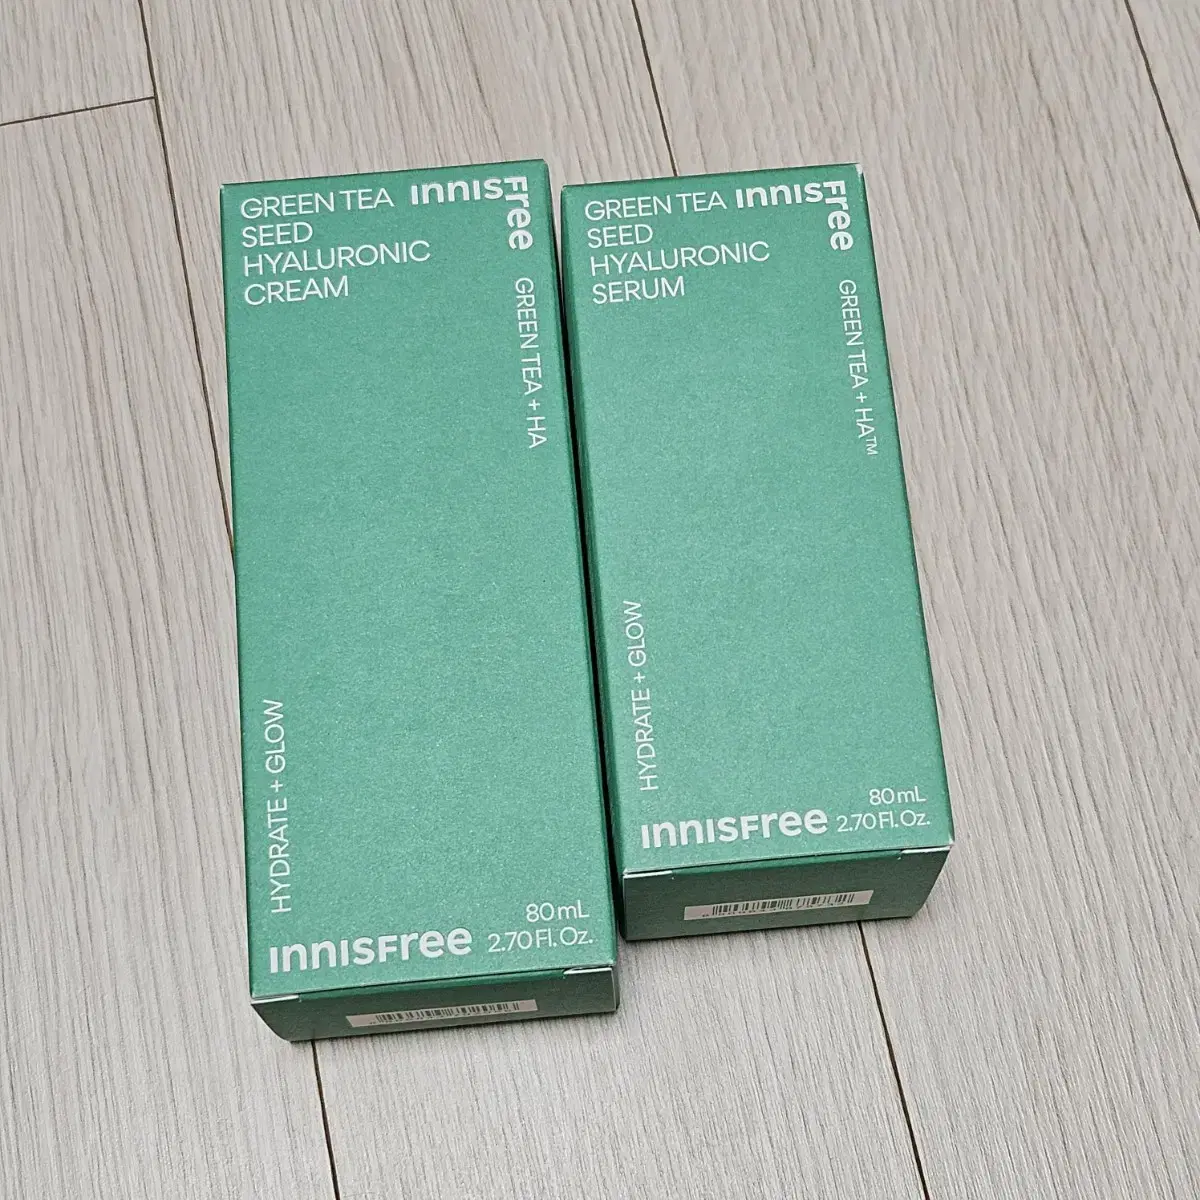 GREEN TEA
SEED
HYALURONIC
CREAM
INNISFree
GREEN TEA + HA
HYDRATE + GLOW
INNISFree
80 mL
2.70 Fl. Oz.
GREEN TEA
SEED
HYALURONIC
SERUM
INNISFree
GREEN TEA + HA™
HYDRATE + GLOW
INNISFree
80 mL
2.70 Fl. Oz.